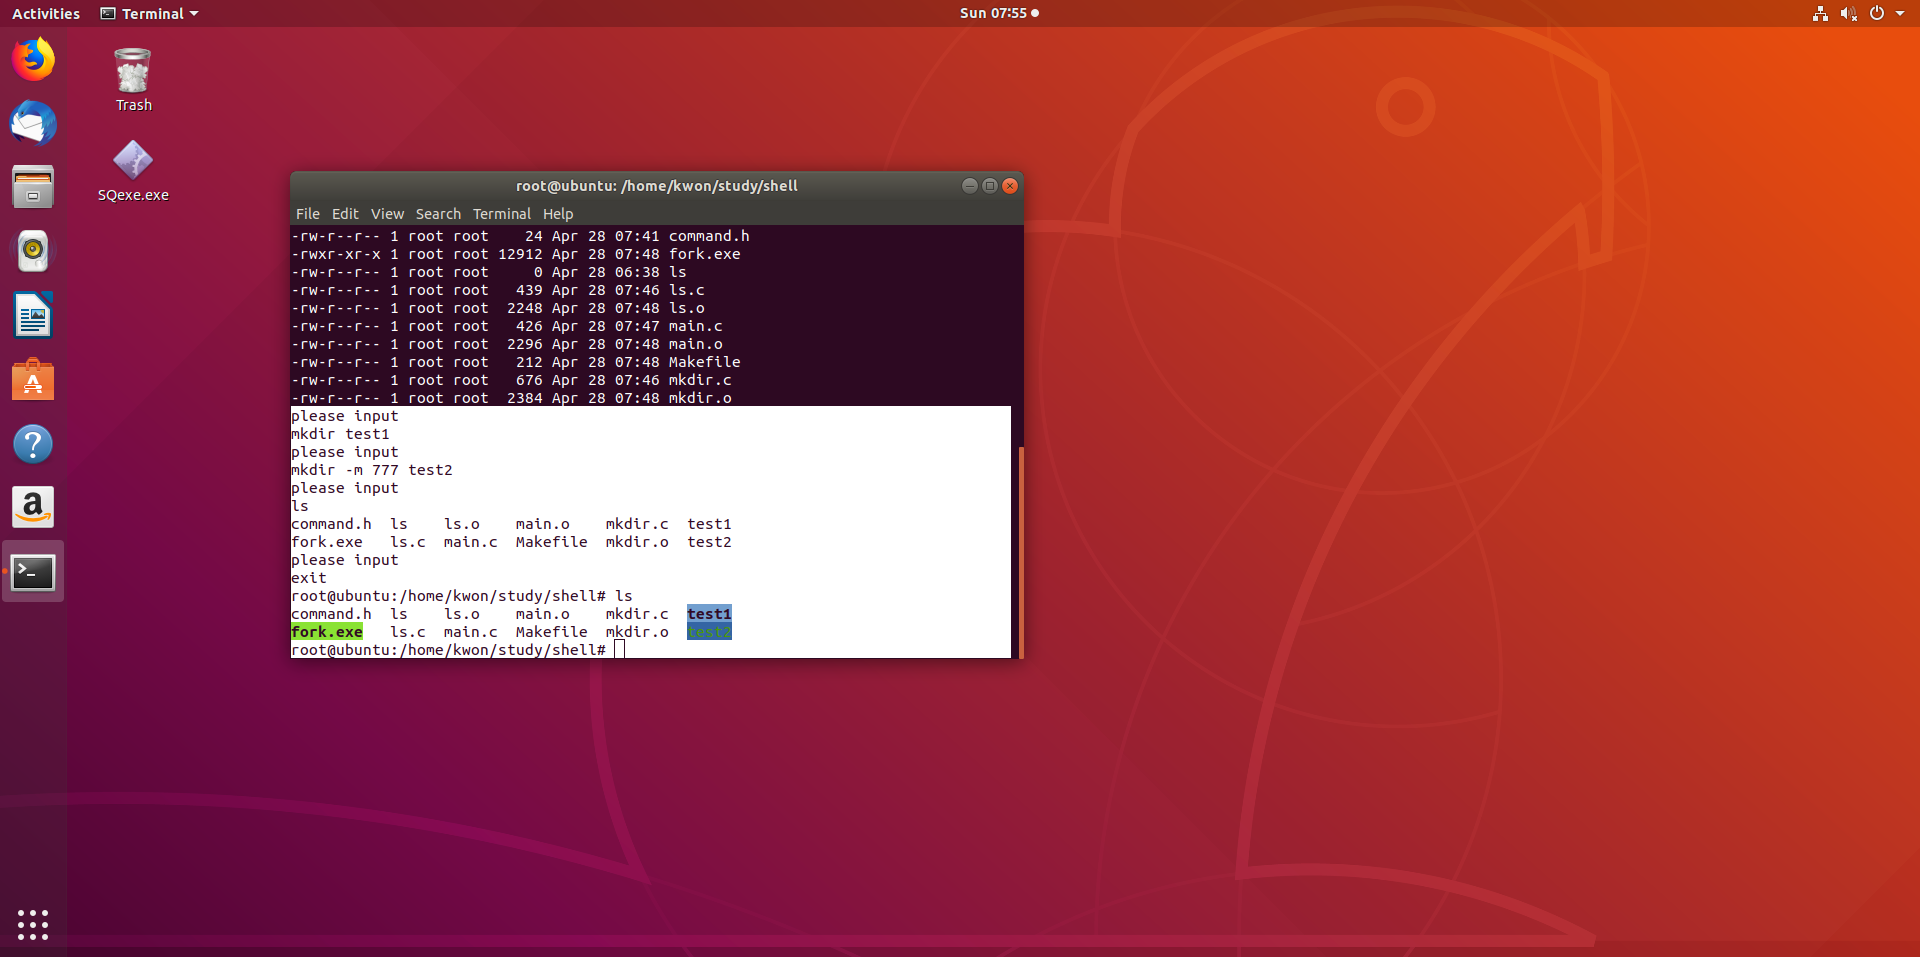 Activities Terminal Sun 07:55
Trash
SQexe.exe
root@ubuntu: /home/kwon/study/shell
File Edit View Search Terminal Help
-rw-r--r-- 1 root root    24 Apr 28 07:41 command.h
-rwxr-xr-x 1 root root 12912 Apr 28 07:48 fork.exe
-rw-r--r-- 1 root root     0 Apr 28 06:38 ls
-rw-r--r-- 1 root root   439 Apr 28 07:46 ls.c
-rw-r--r-- 1 root root  2248 Apr 28 07:48 ls.o
-rw-r--r-- 1 root root   426 Apr 28 07:47 main.c
-rw-r--r-- 1 root root  2296 Apr 28 07:48 main.o
-rw-r--r-- 1 root root   212 Apr 28 07:48 Makefile
-rw-r--r-- 1 root root   676 Apr 28 07:46 mkdir.c
-rw-r--r-- 1 root root  2384 Apr 28 07:48 mkdir.o
please input
mkdir test1
please input
mkdir -m 777 test2
please input
ls
command.h  ls    ls.o    main.o    mkdir.c  test1
fork.exe   ls.c  main.c  Makefile  mkdir.o  test2
please input
exit
root@ubuntu:/home/kwon/study/shell# ls
command.h  ls    ls.o    main.o    mkdir.c  test1
fork.exe   ls.c  main.c  Makefile  mkdir.o  test2
root@ubuntu:/home/kwon/study/shell#